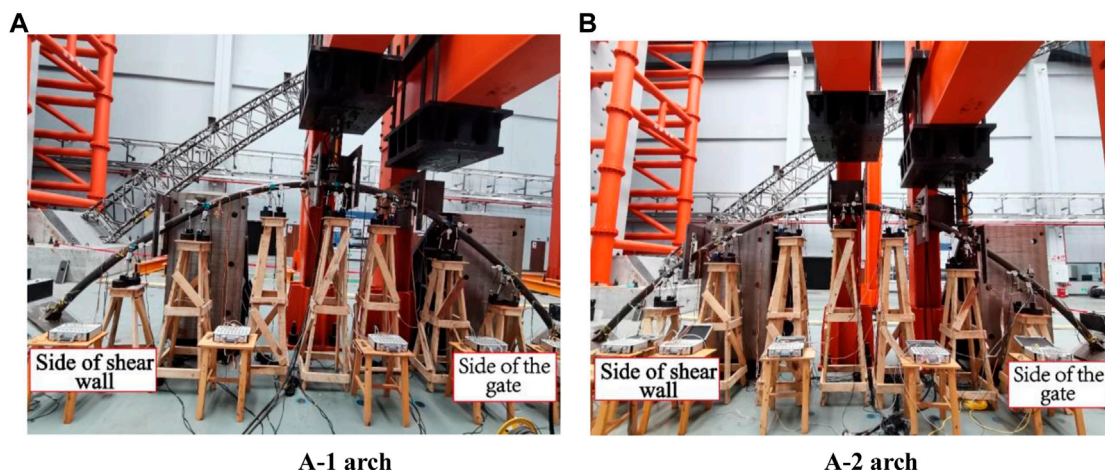 A
B
Side of shear
wall
Side of the
gate
Side of shear
wall
Side of the
gate
A-1 arch
A-2 arch